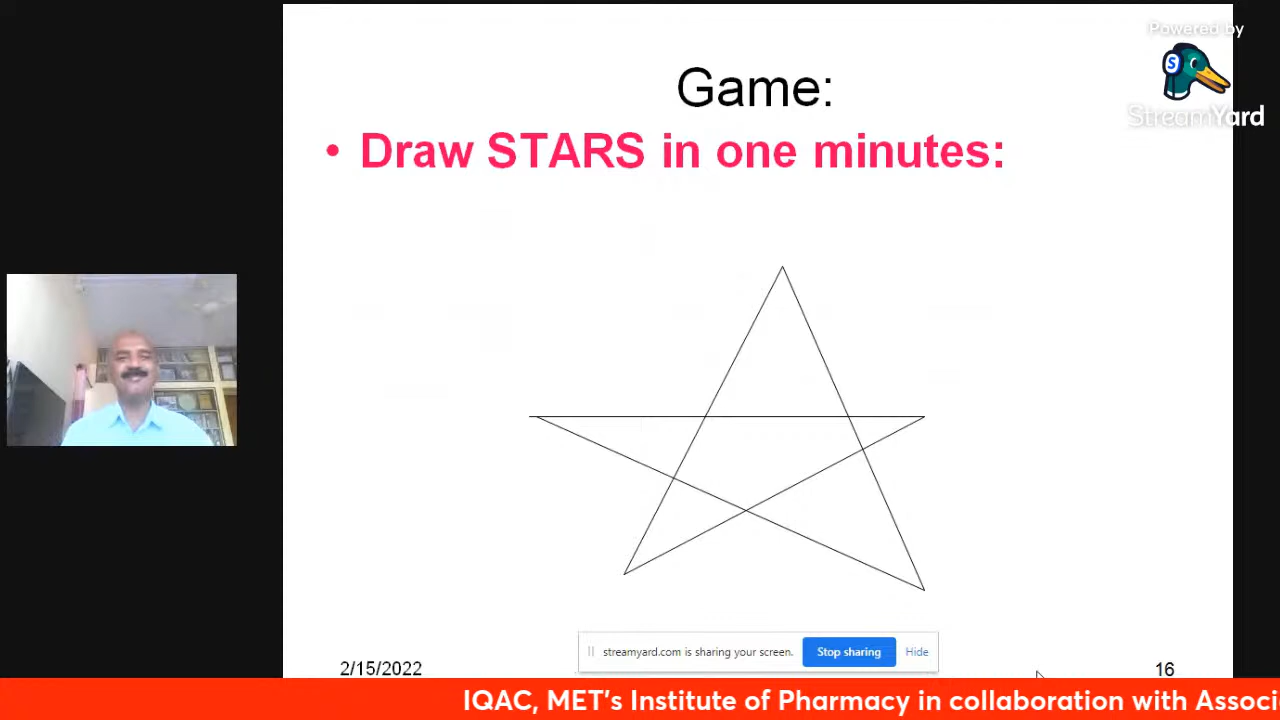 Powered by
StreamYard
Game:
• Draw STARS in one minutes:
streamyard.com is sharing your screen.
Stop sharing
Hide
2/15/2022
16
IQAC, MET's Institute of Pharmacy in collaboration with Associ